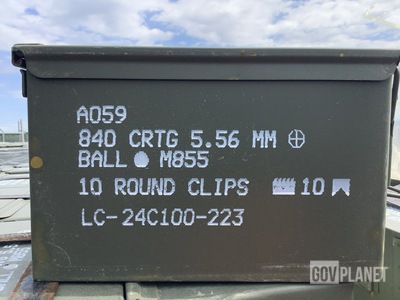 A059
840 CRTG 5.56 MM
BALL M855
10 ROUND CLIPS 10
LC-24C100-223
GOVPLANET